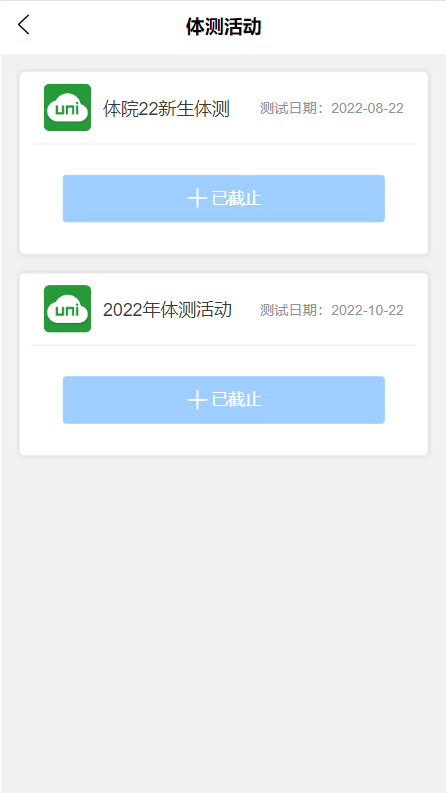 体测活动
uni
体院22新生体测
测试日期：2022-08-22
已截止
uni
2022年体测活动
测试日期：2022-10-22
已截止